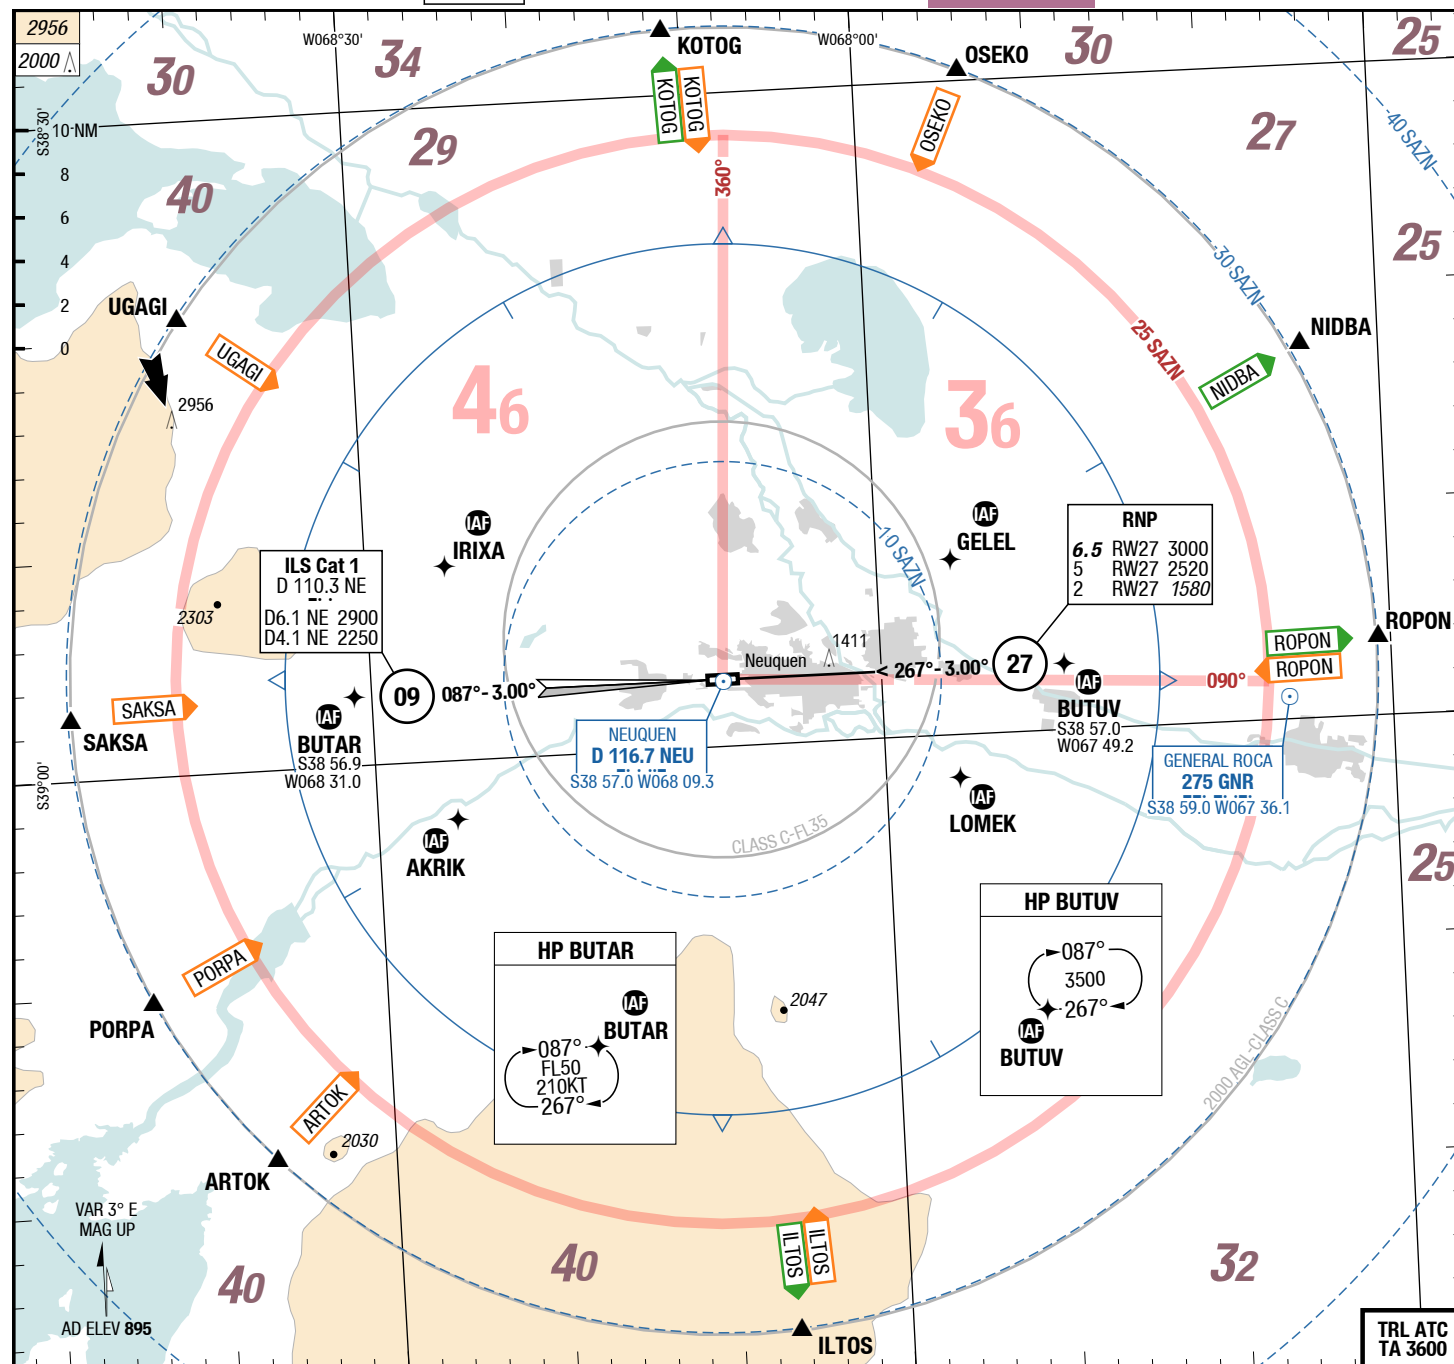 2956
2000
30
34
W068°30'
KOTOG
W068°00'
OSEKO
30
25
S38°30'
10 NM
8
6
4
2
0
29
40
KOTOG
KOTOG
OSEKO
27
40 SAZN
360°
25
30 SAZN
UGAGI
UGAGI
2956
46
36
25 SAZN
NIDBA
NIDBA
IAF
IRIXA
IAF
GELEL
10 SAZN
RNP
6.5 RW27 3000
5 RW27 2520
2 RW27 1580
ILS Cat 1
D 110.3 NE
D6.1 NE 2900
D4.1 NE 2250
2303
1411
Neuquen
09
087°- 3.00°
< 267°- 3.00°
27
ROPON
ROPON
ROPON
090°
SAKSA
SAKSA
IAF
BUTAR
S38 56.9
W068 31.0
IAF
BUTUV
S38 57.0
W067 49.2
NEUQUEN
D 116.7 NEU
S38 57.0 W068 09.3
GENERAL ROCA
275 GNR
S38 59.0 W067 36.1
S39°00'
IAF
LOMEK
IAF
AKRIK
CLASS C-FL35
25
HP BUTUV
087°
3500
267°
IAF
BUTUV
HP BUTAR
IAF
BUTAR
087°
FL50
210KT
267°
2047
PORPA
PORPA
2000 AGL-CLASS C
ARTOK
2030
ARTOK
VAR 3° E
MAG UP
AD ELEV 895
40
40
ILTOS
ILTOS
ILTOS
32
TRL ATC
TA 3600